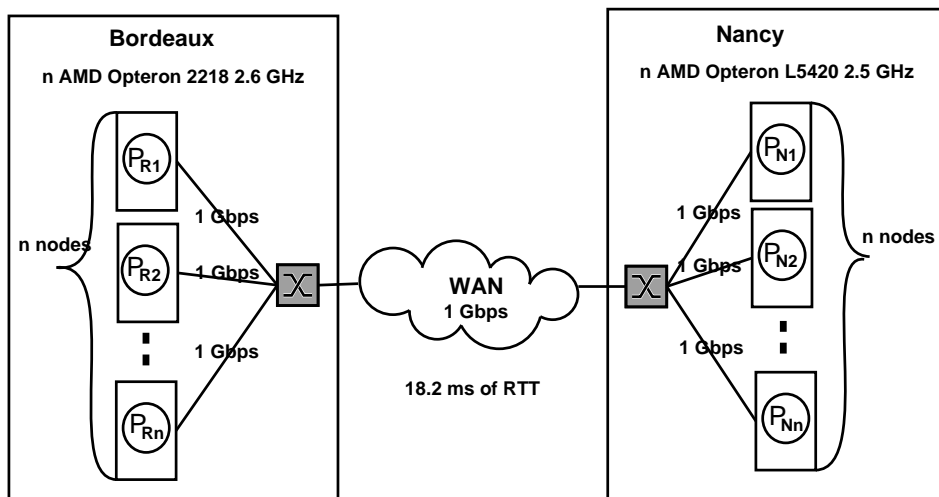 Bordeaux
n AMD Opteron 2218 2.6 GHz
n nodes
P_R1
P_R2
P_Rn
1 Gbps
1 Gbps
1 Gbps
WAN
1 Gbps
18.2 ms of RTT
Nancy
n AMD Opteron L5420 2.5 GHz
1 Gbps
1 Gbps
1 Gbps
P_N1
P_N2
P_Nn
n nodes